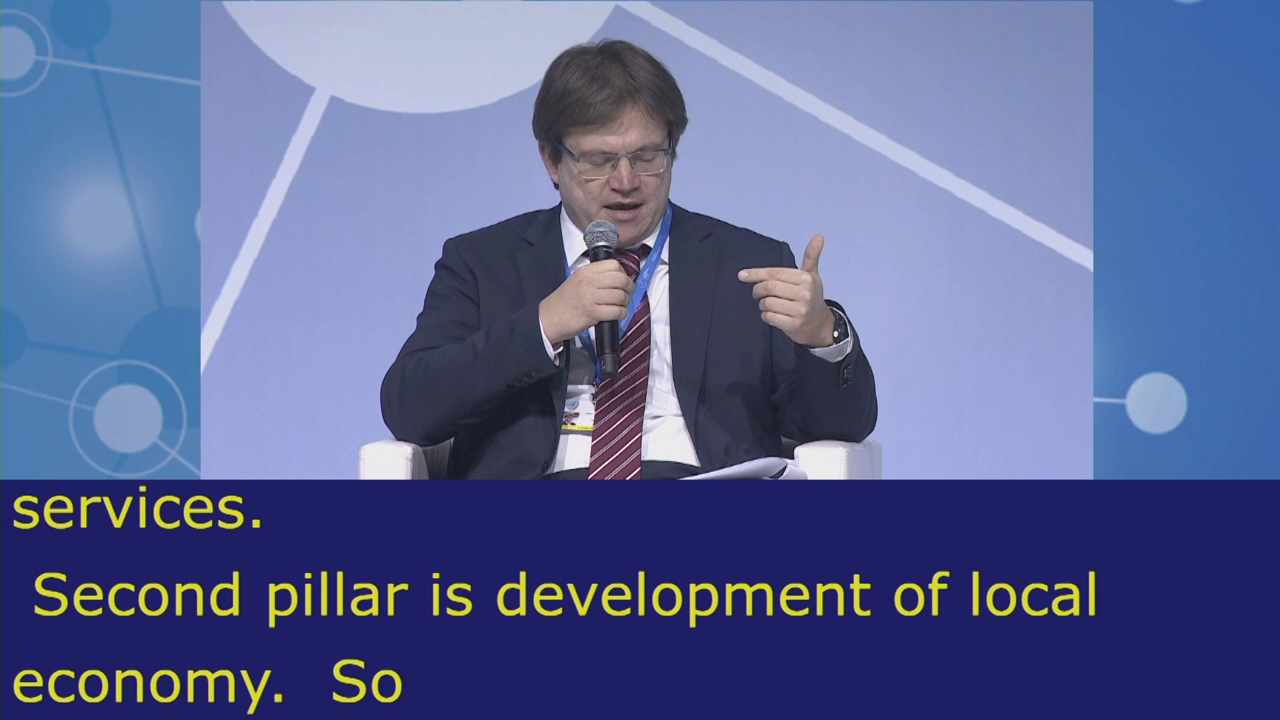 services.
Second pillar is development of local
economy.  So